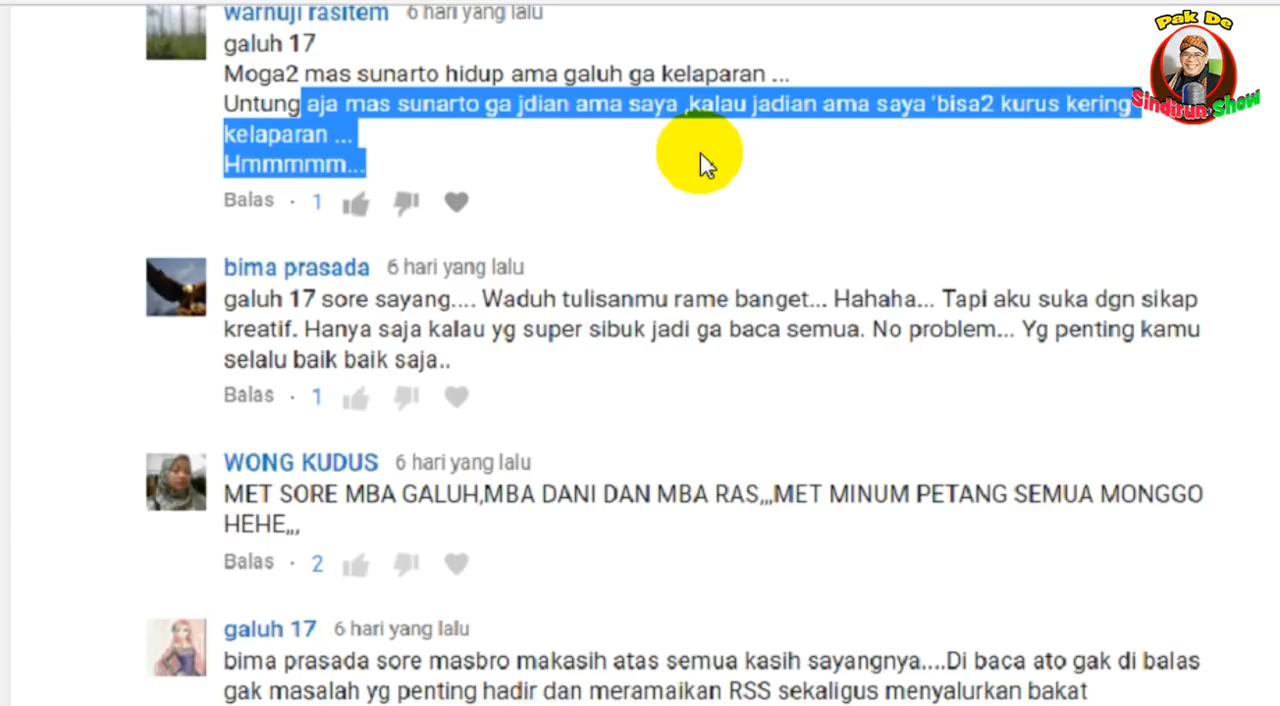 warnuji rasitem 6 hari yang lalu
galuh 17
Moga2 mas sunarto hidup ama galuh ga kelaparan ...
Untung aja mas sunarto ga jdian ama saya ,kalau jadian ama saya 'bisa2 kurus kering
kelaparan ...
Hmmmmm...
Balas · 1
bima prasada 6 hari yang lalu
galuh 17 sore sayang.... Waduh tulisanmu rame banget... Hahaha... Tapi aku suka dgn sikap
kreatif. Hanya saja kalau yg super sibuk jadi ga baca semua. No problem... Yg penting kamu
selalu baik baik saja..
Balas · 1
WONG KUDUS 6 hari yang lalu
MET SORE MBA GALUH,MBA DANI DAN MBA RAS,,,MET MINUM PETANG SEMUA MONGGO
HEHE,,,
Balas · 2
galuh 17 6 hari yang lalu
bima prasada sore masbro makasih atas semua kasih sayangnya....Di baca ato gak di balas
gak masalah yg penting hadir dan meramaikan RSS sekaligus menyalurkan bakat
Pak De
Sindirun Show